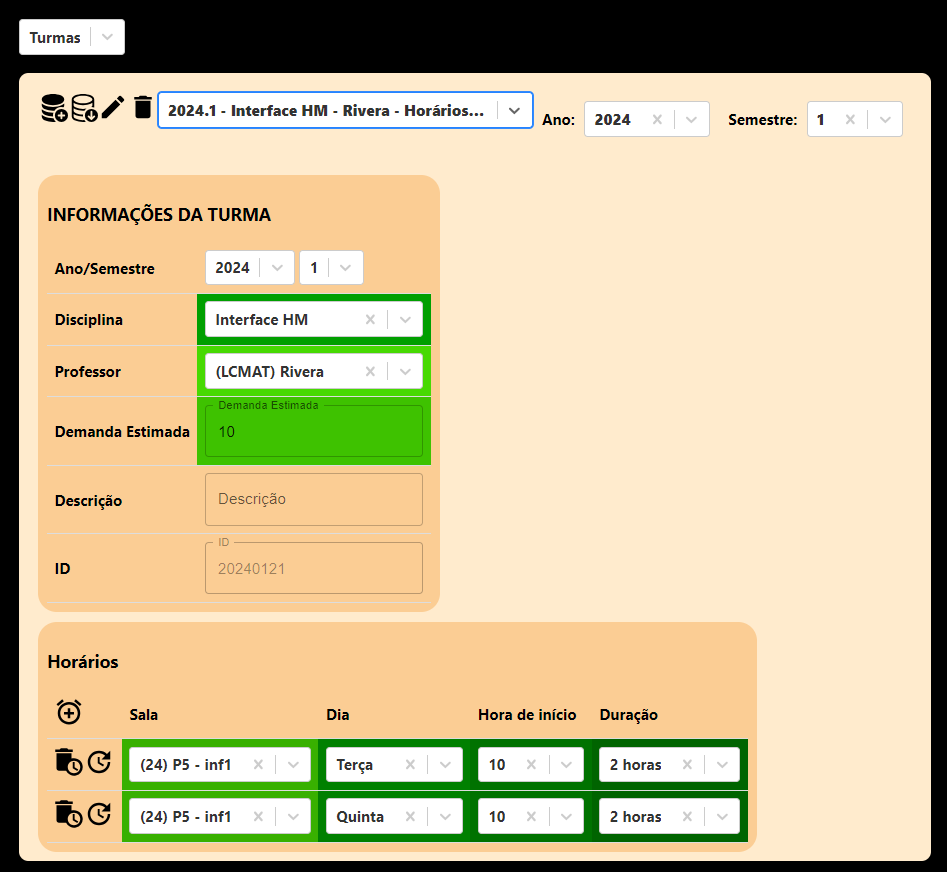 Turmas
2024.1 - Interface HM - Rivera - Horários...
Ano: 2024 Semestre: 1
INFORMAÇÕES DA TURMA
Ano/Semestre 2024 1
Disciplina Interface HM
Professor (LCMAT) Rivera
Demanda Estimada
Demanda Estimada 10
Descrição Descrição
ID
ID 20240121
Horários
Sala Dia Hora de início Duração
(24) P5 - inf1 Terça 10 2 horas
(24) P5 - inf1 Quinta 10 2 horas